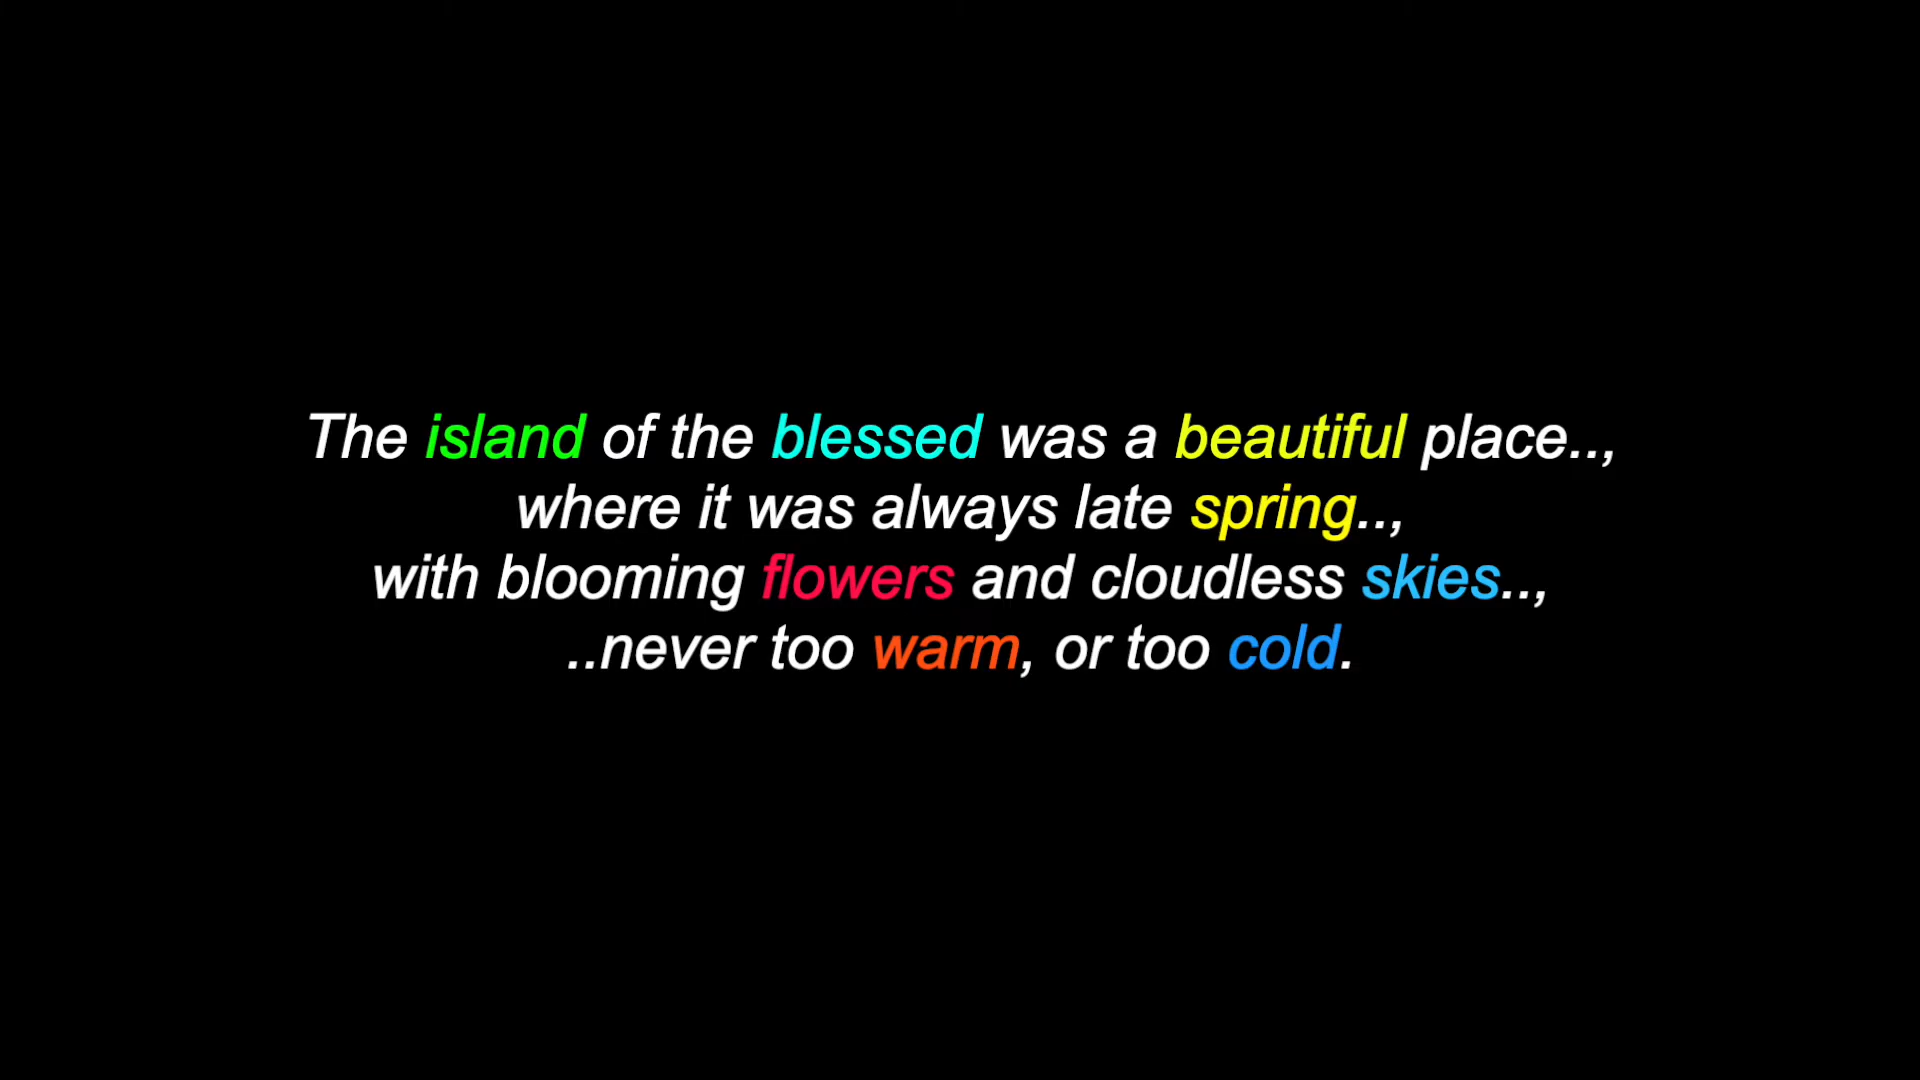 The island of the blessed was a beautiful place..,
where it was always late spring..,
with blooming flowers and cloudless skies..,
..never too warm, or too cold.